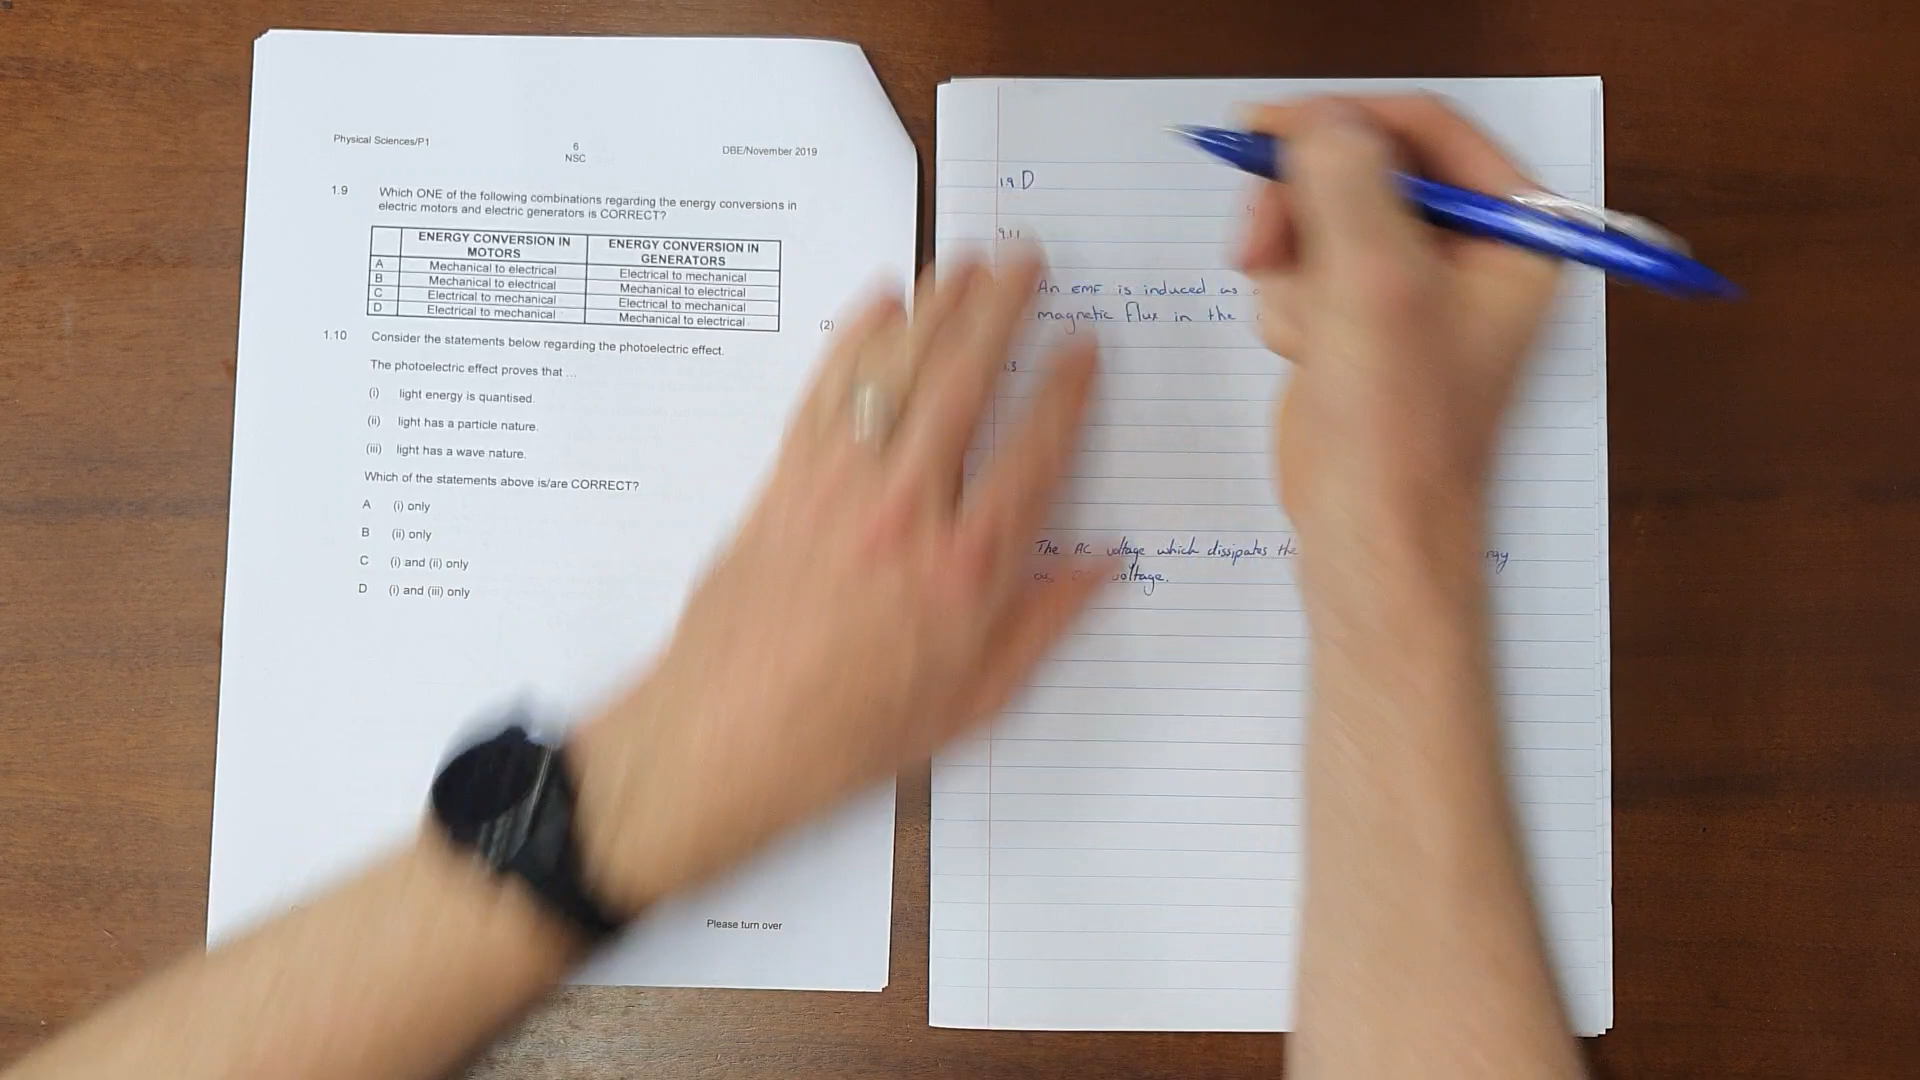 Physical Sciences/P1
6
NSC
DBE/November 2019
1.9 Which ONE of the following combinations regarding the energy conversions in
electric motors and electric generators is CORRECT?
ENERGY CONVERSION IN MOTORS
ENERGY CONVERSION IN GENERATORS
A Mechanical to electrical Electrical to mechanical
B Mechanical to electrical Mechanical to electrical
C Electrical to mechanical Electrical to mechanical
D Electrical to mechanical Mechanical to electrical
(2)
1.10 Consider the statements below regarding the photoelectric effect.
The photoelectric effect proves that ...
(i) light energy is quantised.
(ii) light has a particle nature.
(iii) light has a wave nature.
Which of the statements above is/are CORRECT?
A (i) only
B (ii) only
C (i) and (ii) only
D (i) and (iii) only
Please turn over
1.9 D
9.1.1
An EMF is induced as
magnetic flux in the
The AC voltage which dissipates the
as voltage.